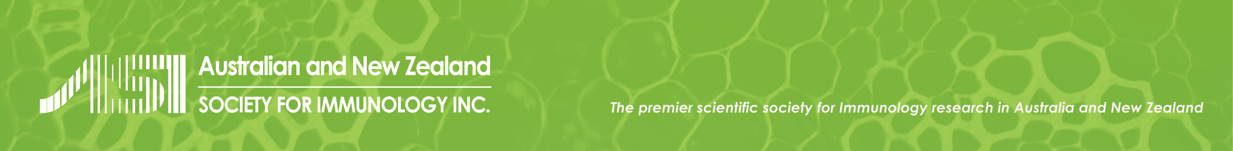 ASI
Australian and New Zealand
SOCIETY FOR IMMUNOLOGY INC.
The premier scientific society for Immunology research in Australia and New Zealand